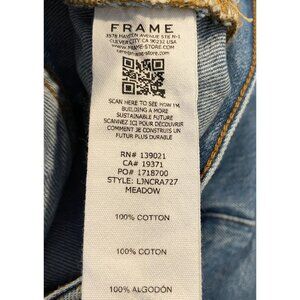 FRAME
3578 HAYDEN AVENUE STE N-1
CULVER CITY CA 90232 USA
WWW.FRAME-STORE.COM
care@frame-store.com
SCAN HERE TO SEE HOW I'M
BUILDING A MORE
SUSTAINABLE FUTURE
SCANNEZ ICI POUR DÉCOUVRIR
COMMENT JE CONSTRUIS UN
FUTUR PLUS DURABLE
RN# 139021
CA# 19371
PO# 1718700
STYLE: LJNCRA727
MEADOW
100% COTTON
100% COTTON
100% ALGODÓN